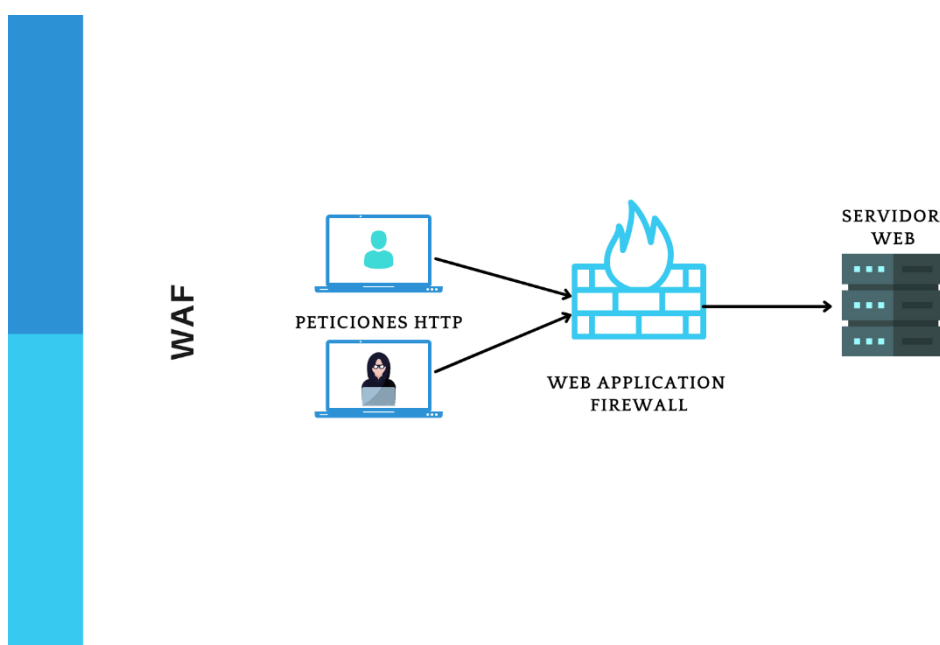 WAF
PETICIONES HTTP
WEB APPLICATION
FIREWALL
SERVIDOR
WEB